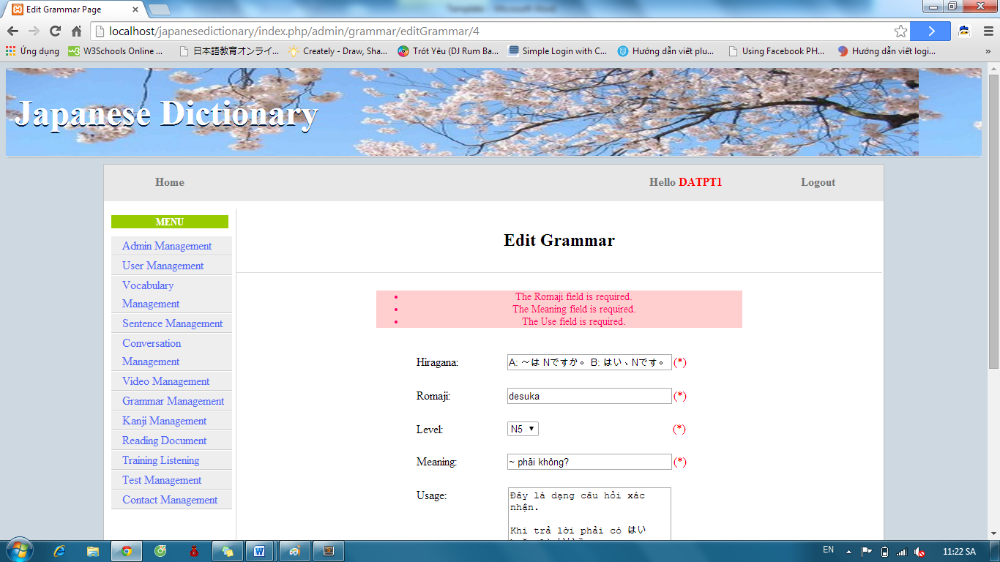 Edit Grammar Page
localhost/japanesedictionary/index.php/admin/grammar/editGrammar/4
Ứng dụng W3Schools Online ... 日本語教育オンライ... Creately - Draw, Sha... Trót Yêu (DJ Rum Ba... Simple Login with C... Hướng dẫn viết plu... Using Facebook PH... Hướng dẫn viết logi... »
Japanese Dictionary
Home Hello DATPT1 Logout
MENU
Admin Management
User Management
Vocabulary
Management
Sentence Management
Conversation
Management
Video Management
Grammar Management
Kanji Management
Reading Document
Training Listening
Test Management
Contact Management
Edit Grammar
• The Romaji field is required.
• The Meaning field is required.
• The Use field is required.
Hiragana: A: ～は Nですか。 B: はい、Nです。 (*)
Romaji: desuka (*)
Level: N5 (*)
Meaning: ~ phải không? (*)
Usage: Đây là dạng câu hỏi xác
nhận.
Khi trả lời phải có はい
EN 11:22 SA